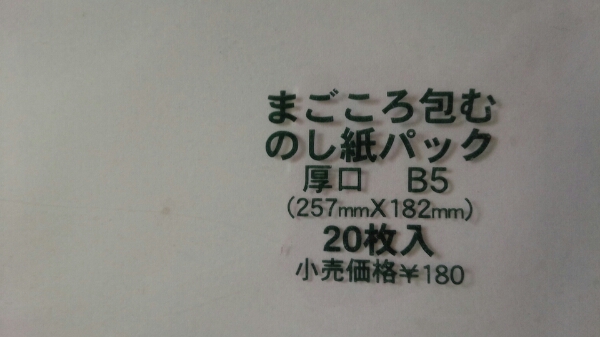 まごころ包む
のし紙パック
厚口 B5
(257mmX182mm)
20枚入
小売価格¥180